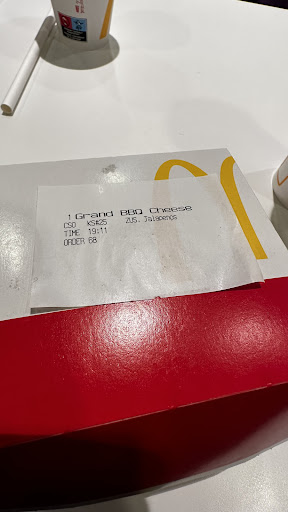 1 Grand BBQ Cheese
CSO KS#25 ZUS. Jalapenos
TIME 19:11
ORDER 68